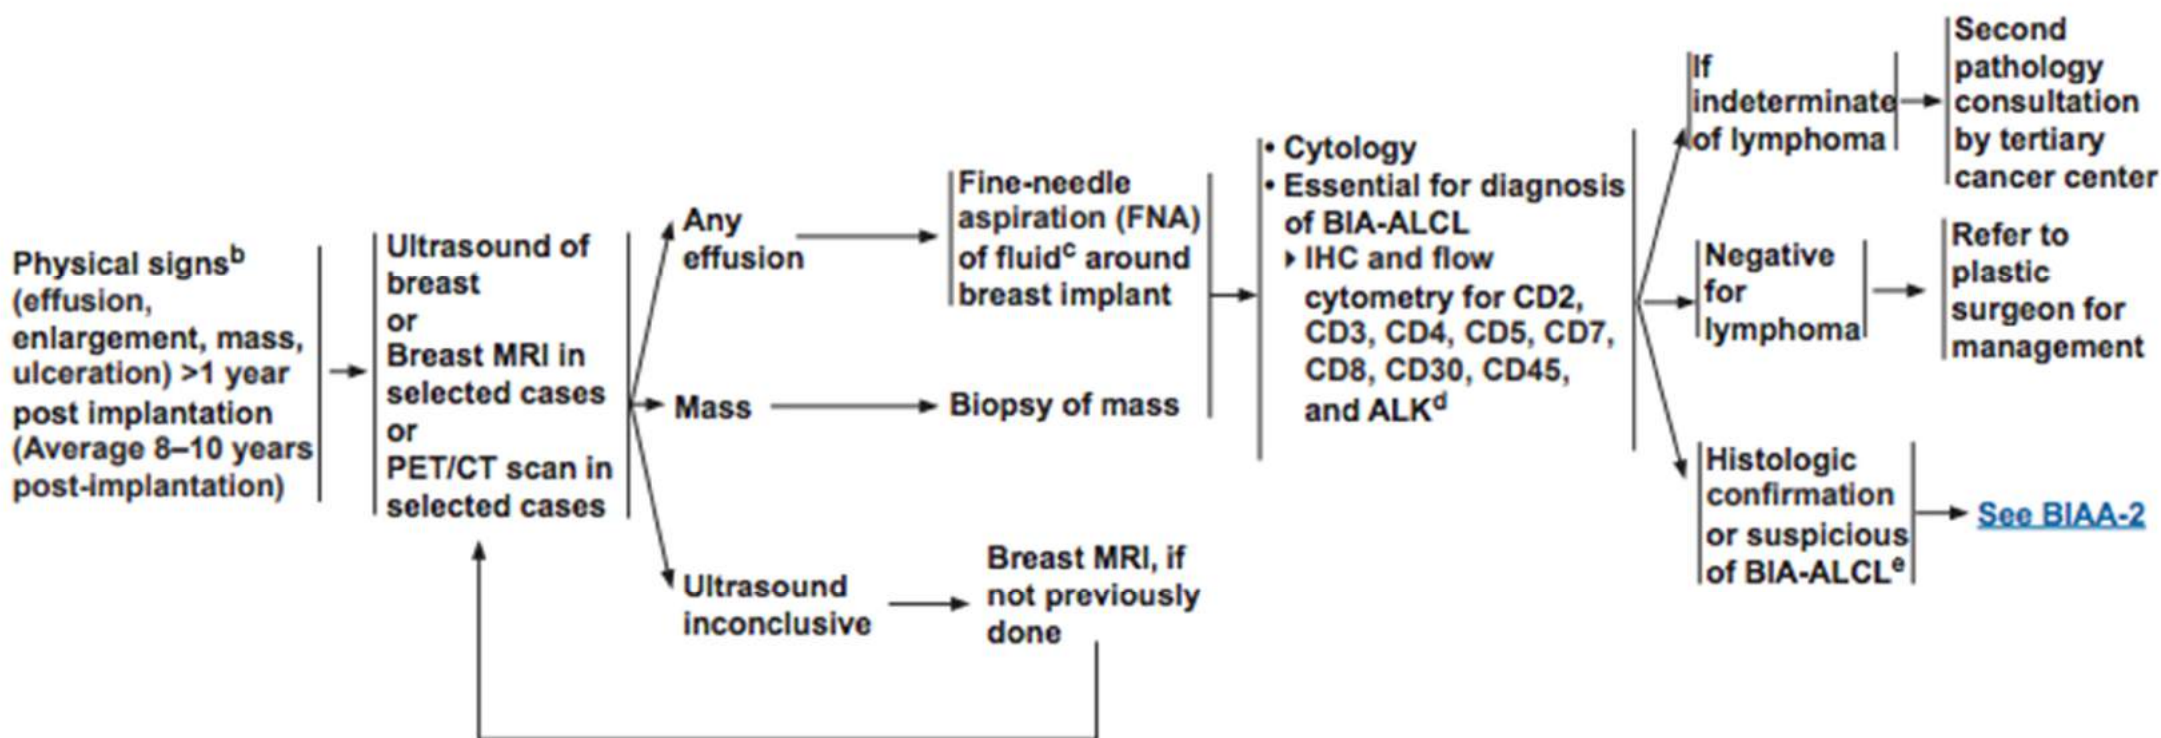 Physical signsb
(effusion,
enlargement, mass,
ulceration) >1 year
post implantation
(Average 8–10 years
post-implantation)
Ultrasound of
breast
or
Breast MRI in
selected cases
or
PET/CT scan in
selected cases
Any
effusion
Mass
Ultrasound
inconclusive
Fine-needle
aspiration (FNA)
of fluidc around
breast implant
Biopsy of mass
Breast MRI, if
not previously
done
• Cytology
• Essential for diagnosis
of BIA-ALCL
‣ IHC and flow
cytometry for CD2,
CD3, CD4, CD5, CD7,
CD8, CD30, CD45,
and ALKd
If
indeterminate
of lymphoma
Second
pathology
consultation
by tertiary
cancer center
Negative
for
lymphoma
Refer to
plastic
surgeon for
management
Histologic
confirmation
or suspicious
of BIA-ALCLe
See BIAA-2